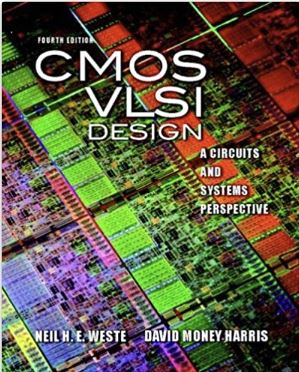 FOURTH EDITION
CMOS
VLSI
DESIGN
A CIRCUITS
AND
SYSTEMS
PERSPECTIVE
NEIL H. E. WESTE DAVID MONEY HARRIS